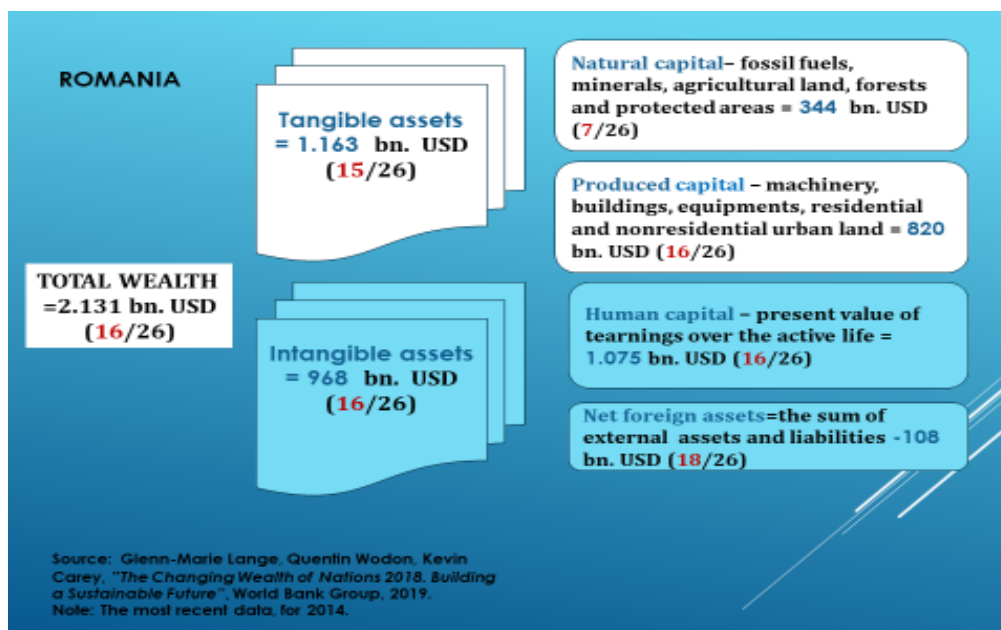 ROMANIA
Tangible assets
= 1.163 bn. USD
(15/26)
Natural capital– fossil fuels,
minerals, agricultural land, forests
and protected areas = 344 bn. USD
(7/26)
Produced capital – machinery,
buildings, equipments, residential
and nonresidential urban land = 820
bn. USD (16/26)
TOTAL WEALTH
=2.131 bn. USD
(16/26)
Intangible assets
= 968 bn. USD
(16/26)
Human capital – present value of
tearnings over the active life =
1.075 bn. USD (16/26)
Net foreign assets=the sum of
external assets and liabilities -108
bn. USD (18/26)
Source: Glenn-Marie Lange, Quentin Wodon, Kevin
Carey, "The Changing Wealth of Nations 2018. Building
a Sustainable Future", World Bank Group, 2019.
Note: The most recent data, for 2014.